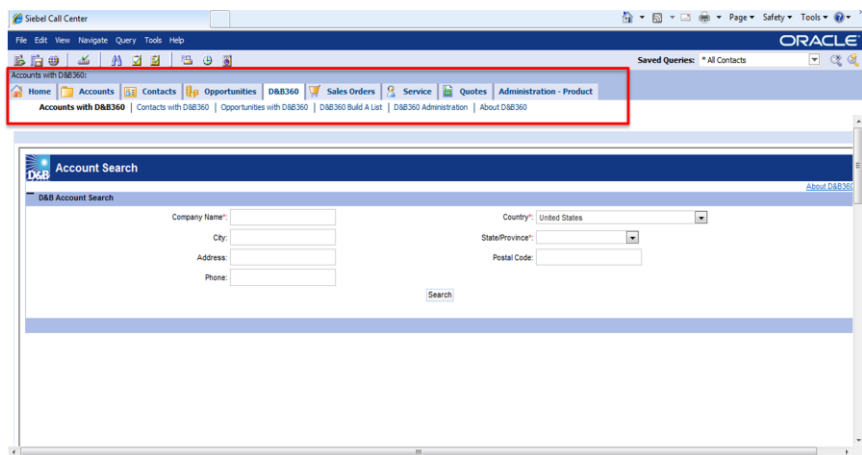 Siebel Call Center
Page Safety Tools
File Edit View Navigate Query Tools Help
ORACLE
Saved Queries: * All Contacts
Accounts with D&B360:
Home Accounts Contacts Opportunities D&B360 Sales Orders Service Quotes Administration - Product
Accounts with D&B360 | Contacts with D&B360 | Opportunities with D&B360 | D&B360 Build A List | D&B360 Administration | About D&B360
D&B Account Search
About D&B360
D&B Account Search
Company Name*: Country*: United States
City: State/Province*:
Address: Postal Code:
Phone:
Search